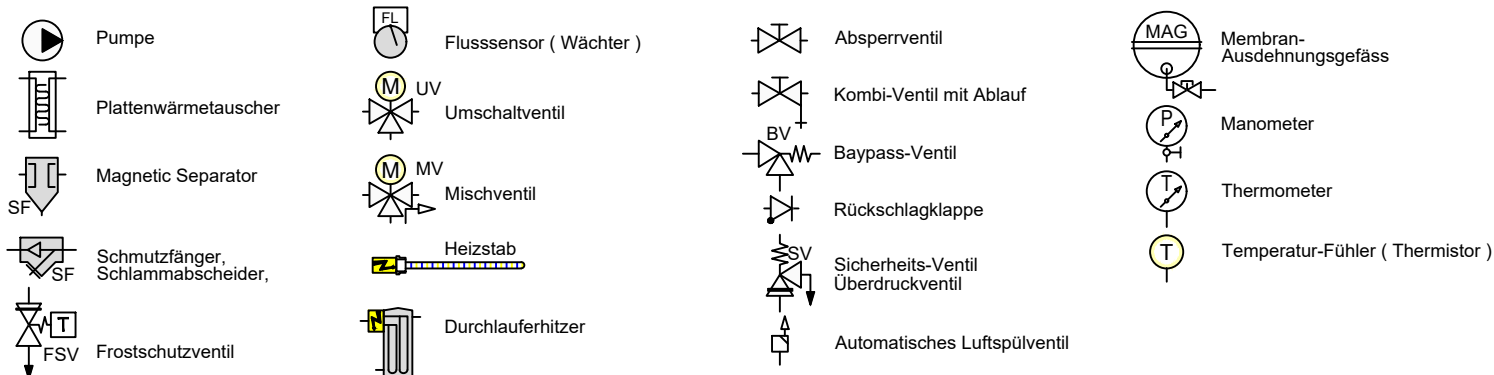 Pumpe
Plattenwärmetauscher
Magnetic Separator
SF
Schmutzfänger,
Schlammabscheider,
SF
T
FSV
Frostschutzventil
FL
Flusssensor ( Wächter )
M
UV
Umschaltventil
M
MV
Mischventil
Heizstab
Durchlauferhitzer
Absperrventil
Kombi-Ventil mit Ablauf
BV
Baypass-Ventil
Rückschlagklappe
SV
Sicherheits-Ventil
Überdruckventil
Automatisches Luftspülventil
MAG
Membran-
Ausdehnungsgefäss
P
Manometer
T
Thermometer
T
Temperatur-Fühler ( Thermistor )